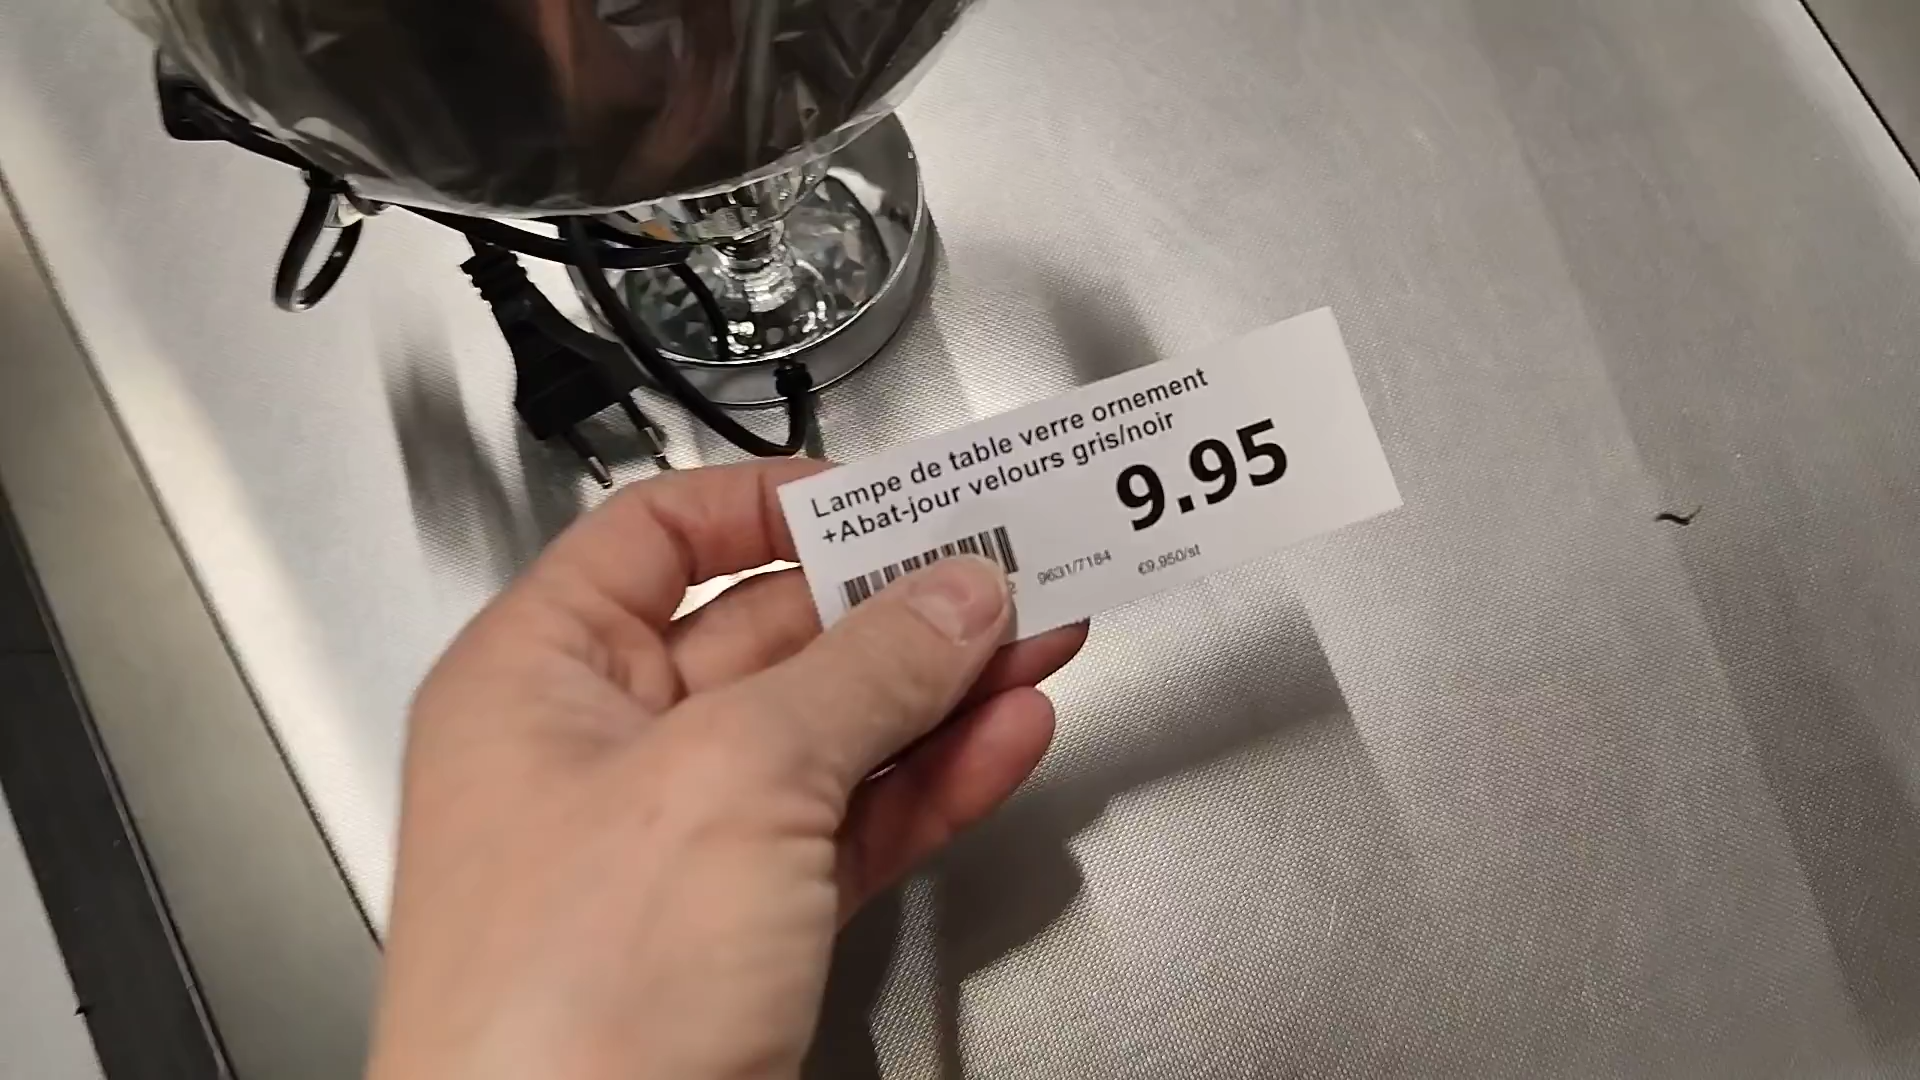 Lampe de table verre ornement
+Abat-jour velours gris/noir
9.95
9631/7184
€9.950/st